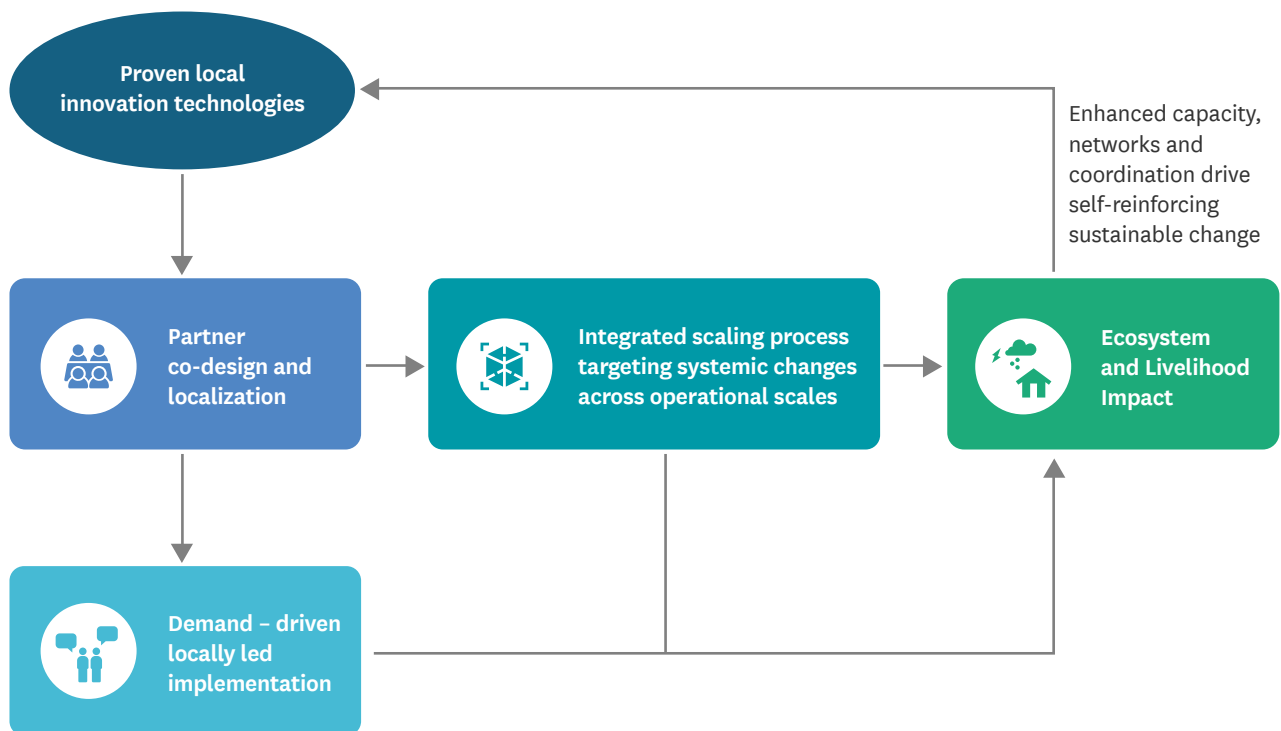 Proven local
innovation technologies
Enhanced capacity,
networks and
coordination drive
self-reinforcing
sustainable change
Partner
co-design and
localization
Integrated scaling process
targeting systemic changes
across operational scales
Ecosystem
and Livelihood
Impact
Demand – driven
locally led
implementation